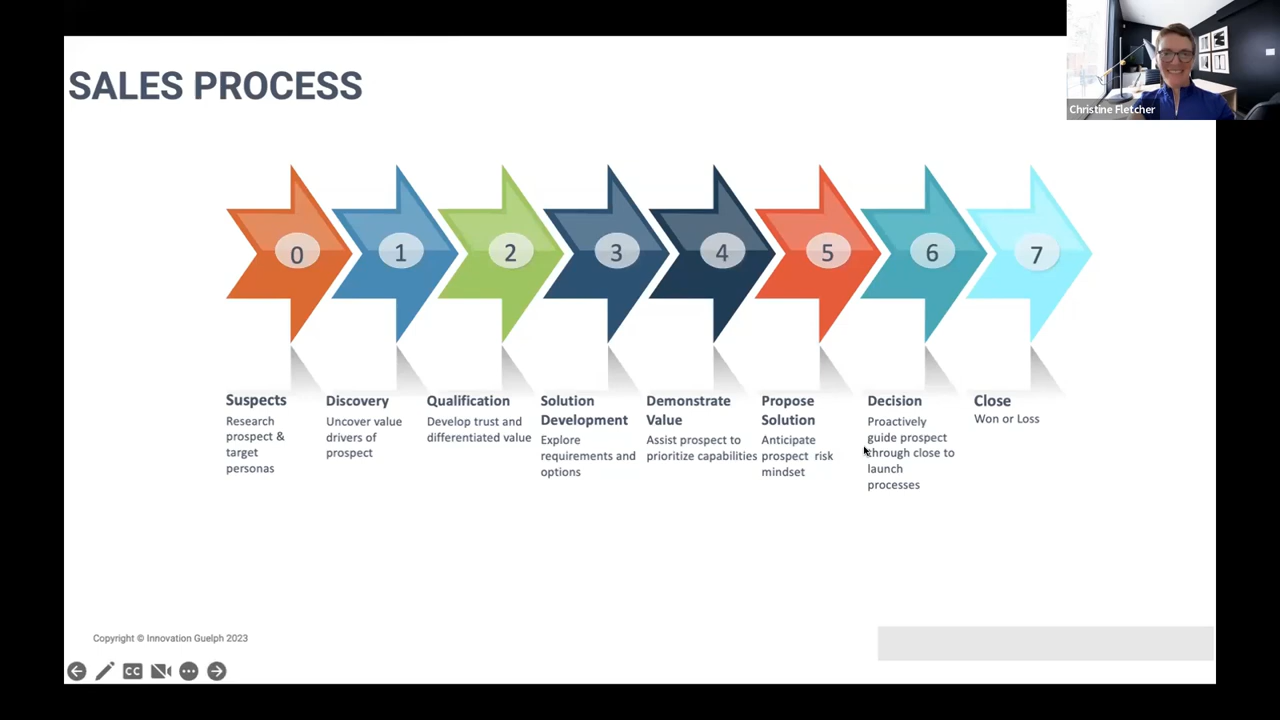 SALES PROCESS
Christine Fletcher
0 1 2 3 4 5 6 7
Suspects
Research
prospect &
target
personas
Discovery
Uncover value
drivers of
prospect
Qualification
Develop trust and
differentiated value
Solution
Development
Explore
requirements and
options
Demonstrate
Value
Assist prospect to
prioritize capabilities
Propose
Solution
Anticipate
prospect risk
mindset
Decision
Proactively
guide prospect
through close to
launch
processes
Close
Won or Loss
Copyright © Innovation Guelph 2023
CC